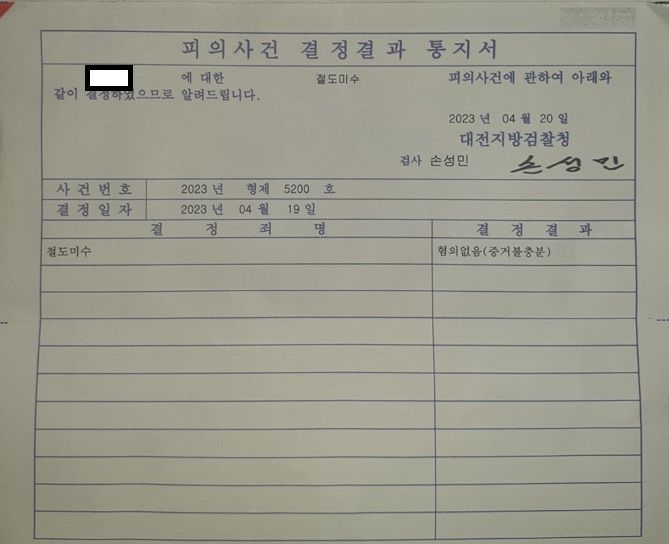 피의사건 결정결과 통지서
에 대한 절도미수 피의사건에 관하여 아래와
같이 결정하였으므로 알려드립니다.
2023 년 04 월 20 일
대전지방검찰청
검사 손성민 손성민
사건번호 2023 년 형제 5200 호
결정일자 2023 년 04 월 19 일
결정죄명 결정결과
절도미수 혐의없음(증거불충분)